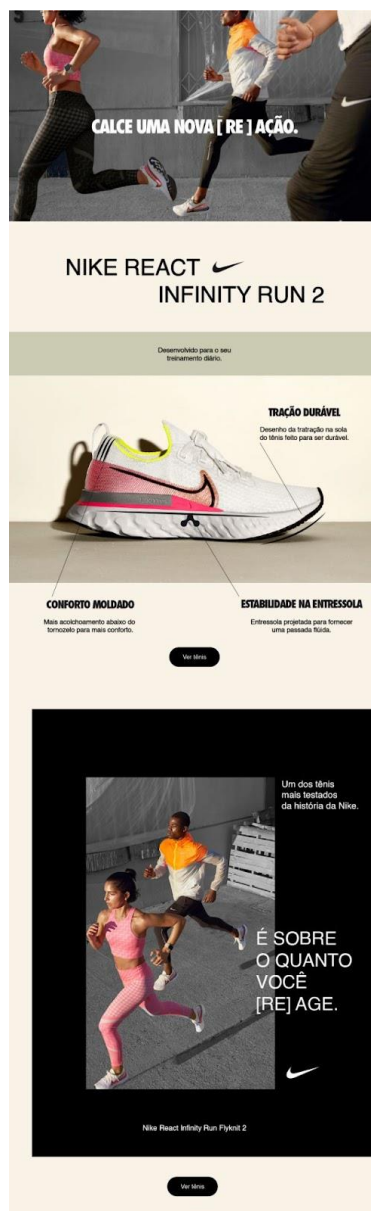 CALCE UMA NOVA [ RE ] AÇÃO.
NIKE REACT
INFINITY RUN 2
Desenvolvido para o seu
treinamento diário.
TRAÇÃO DURÁVEL
Desenho da tratração na sola
do tênis feito para ser durável.
CONFORTO MOLDADO
Mais acolchoamento abaixo do
tornozelo para mais conforto.
ESTABILIDADE NA ENTRESSOLA
Entressola projetada para fornecer
uma passada flúida.
Ver tênis
Um dos tênis
mais testados
da história da Nike.
É SOBRE
O QUANTO
VOCÊ
[RE] AGE.
Nike React Infinity Run Flyknit 2
Ver tênis